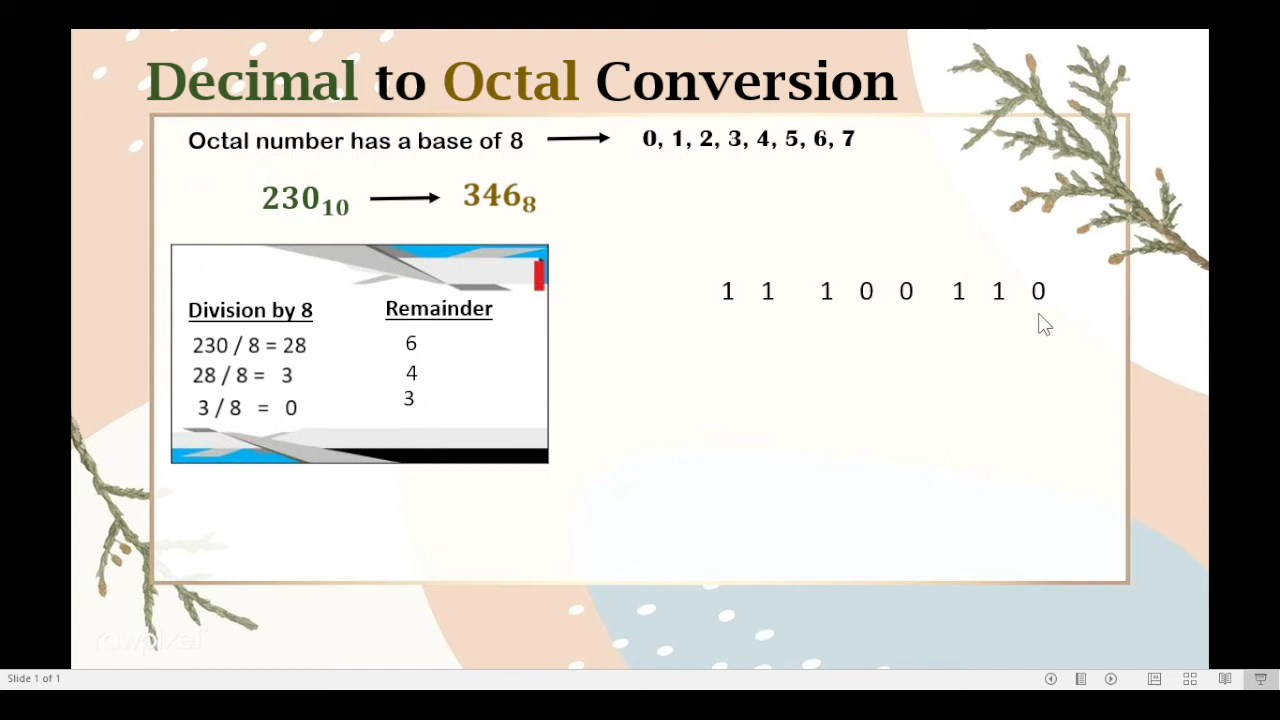 Decimal to Octal Conversion
Octal number has a base of 8 → 0, 1, 2, 3, 4, 5, 6, 7
230₁₀ → 346₈
1 1 1 0 0 1 1 0
Division by 8 Remainder
230 / 8 = 28 6
28 / 8 = 3 4
3 / 8 = 0 3
rawpixel
Slide 1 of 1